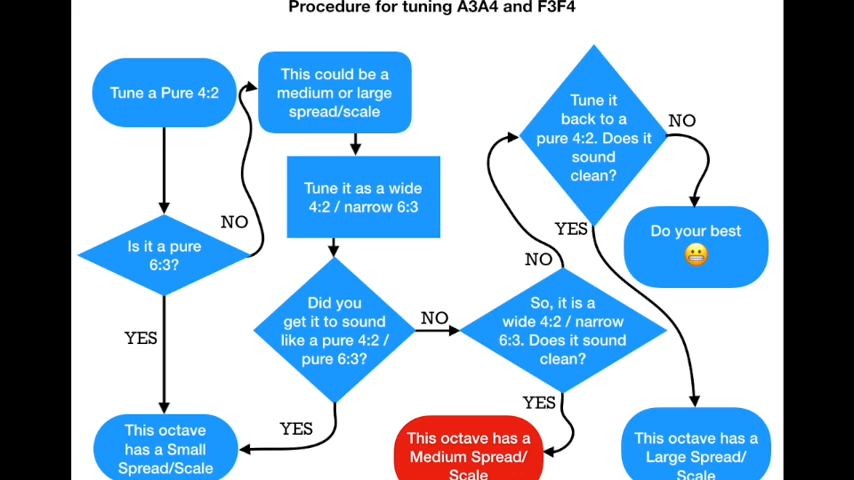 Procedure for tuning A3A4 and F3F4
Tune a Pure 4:2
This could be a
medium or large
spread/scale
Tune it
back to a
pure 4:2. Does it
sound
clean?
NO
Tune it as a wide
4:2 / narrow 6:3
NO
Is it a pure
6:3?
YES
Do your best
NO
Did you
get it to sound
like a pure 4:2 /
pure 6:3?
NO
So, it is a
wide 4:2 / narrow
6:3. Does it sound
clean?
YES
YES
YES
This octave
has a Small
Spread/Scale
This octave has a
Medium Spread/
Scale
This octave has a
Large Spread/
Scale